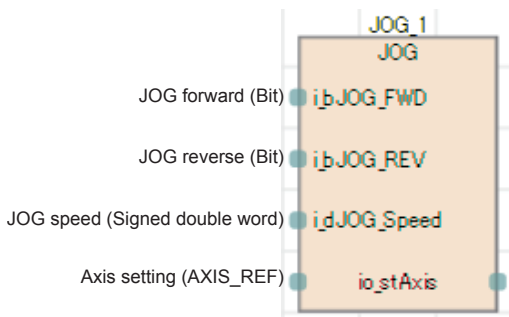 JOG_1
JOG
JOG forward (Bit) i_bJOG_FWD
JOG reverse (Bit) i_bJOG_REV
JOG speed (Signed double word) i_dJOG_Speed
Axis setting (AXIS_REF) io_stAxis